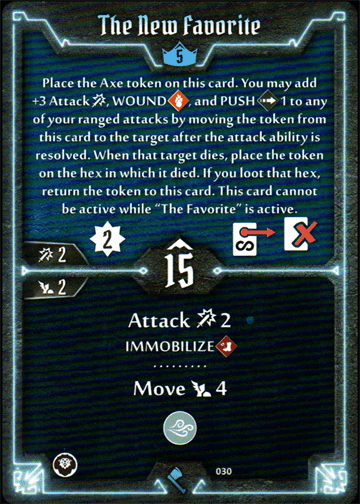 The New Favorite
5
Place the Axe token on this card. You may add
+3 Attack, WOUND, and PUSH 1 to any
of your ranged attacks by moving the token from
this card to the target after the attack ability is
resolved. When that target dies, place the token
on the hex in which it died. If you loot that hex,
return the token to this card. This card cannot
be active while “The Favorite” is active.
2
2
15
2
Attack 2
IMMOBILIZE
Move 4
030